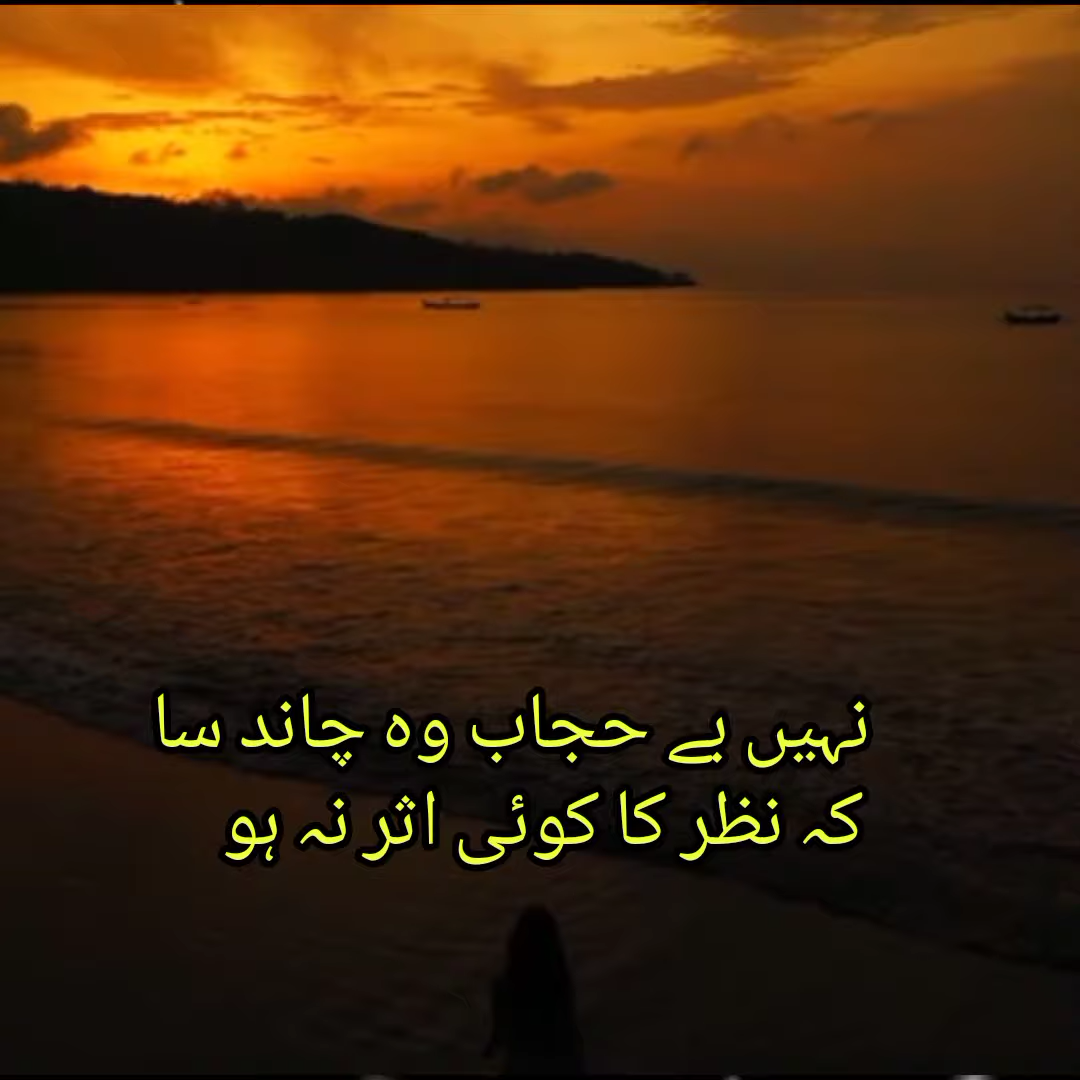 نہیں بے حجاب وہ چاند سا
کہ نظر کا کوئی اثر نہ ہو